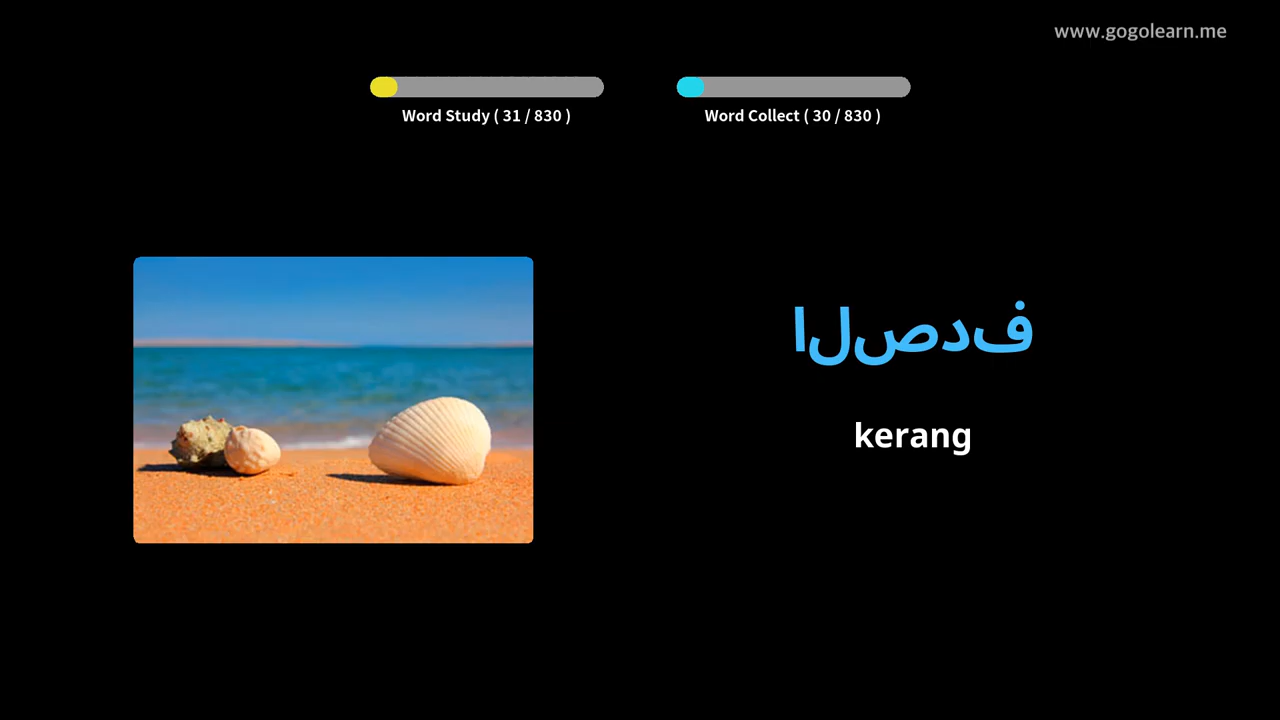 www.gogolearn.me
Word Study ( 31 / 830 )
Word Collect ( 30 / 830 )
الصدف
kerang